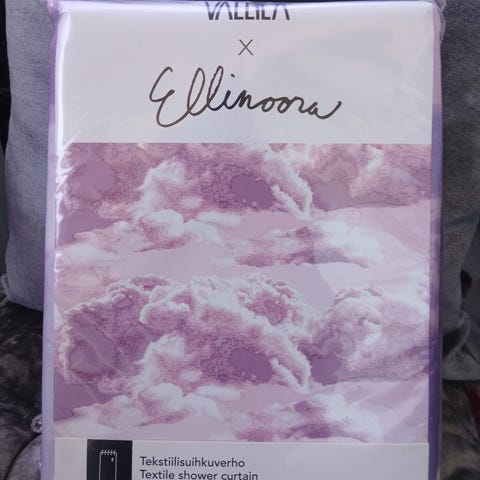 VALLILA
X
Ellinoora
Tekstiilisuihkuverho
Textile shower curtain